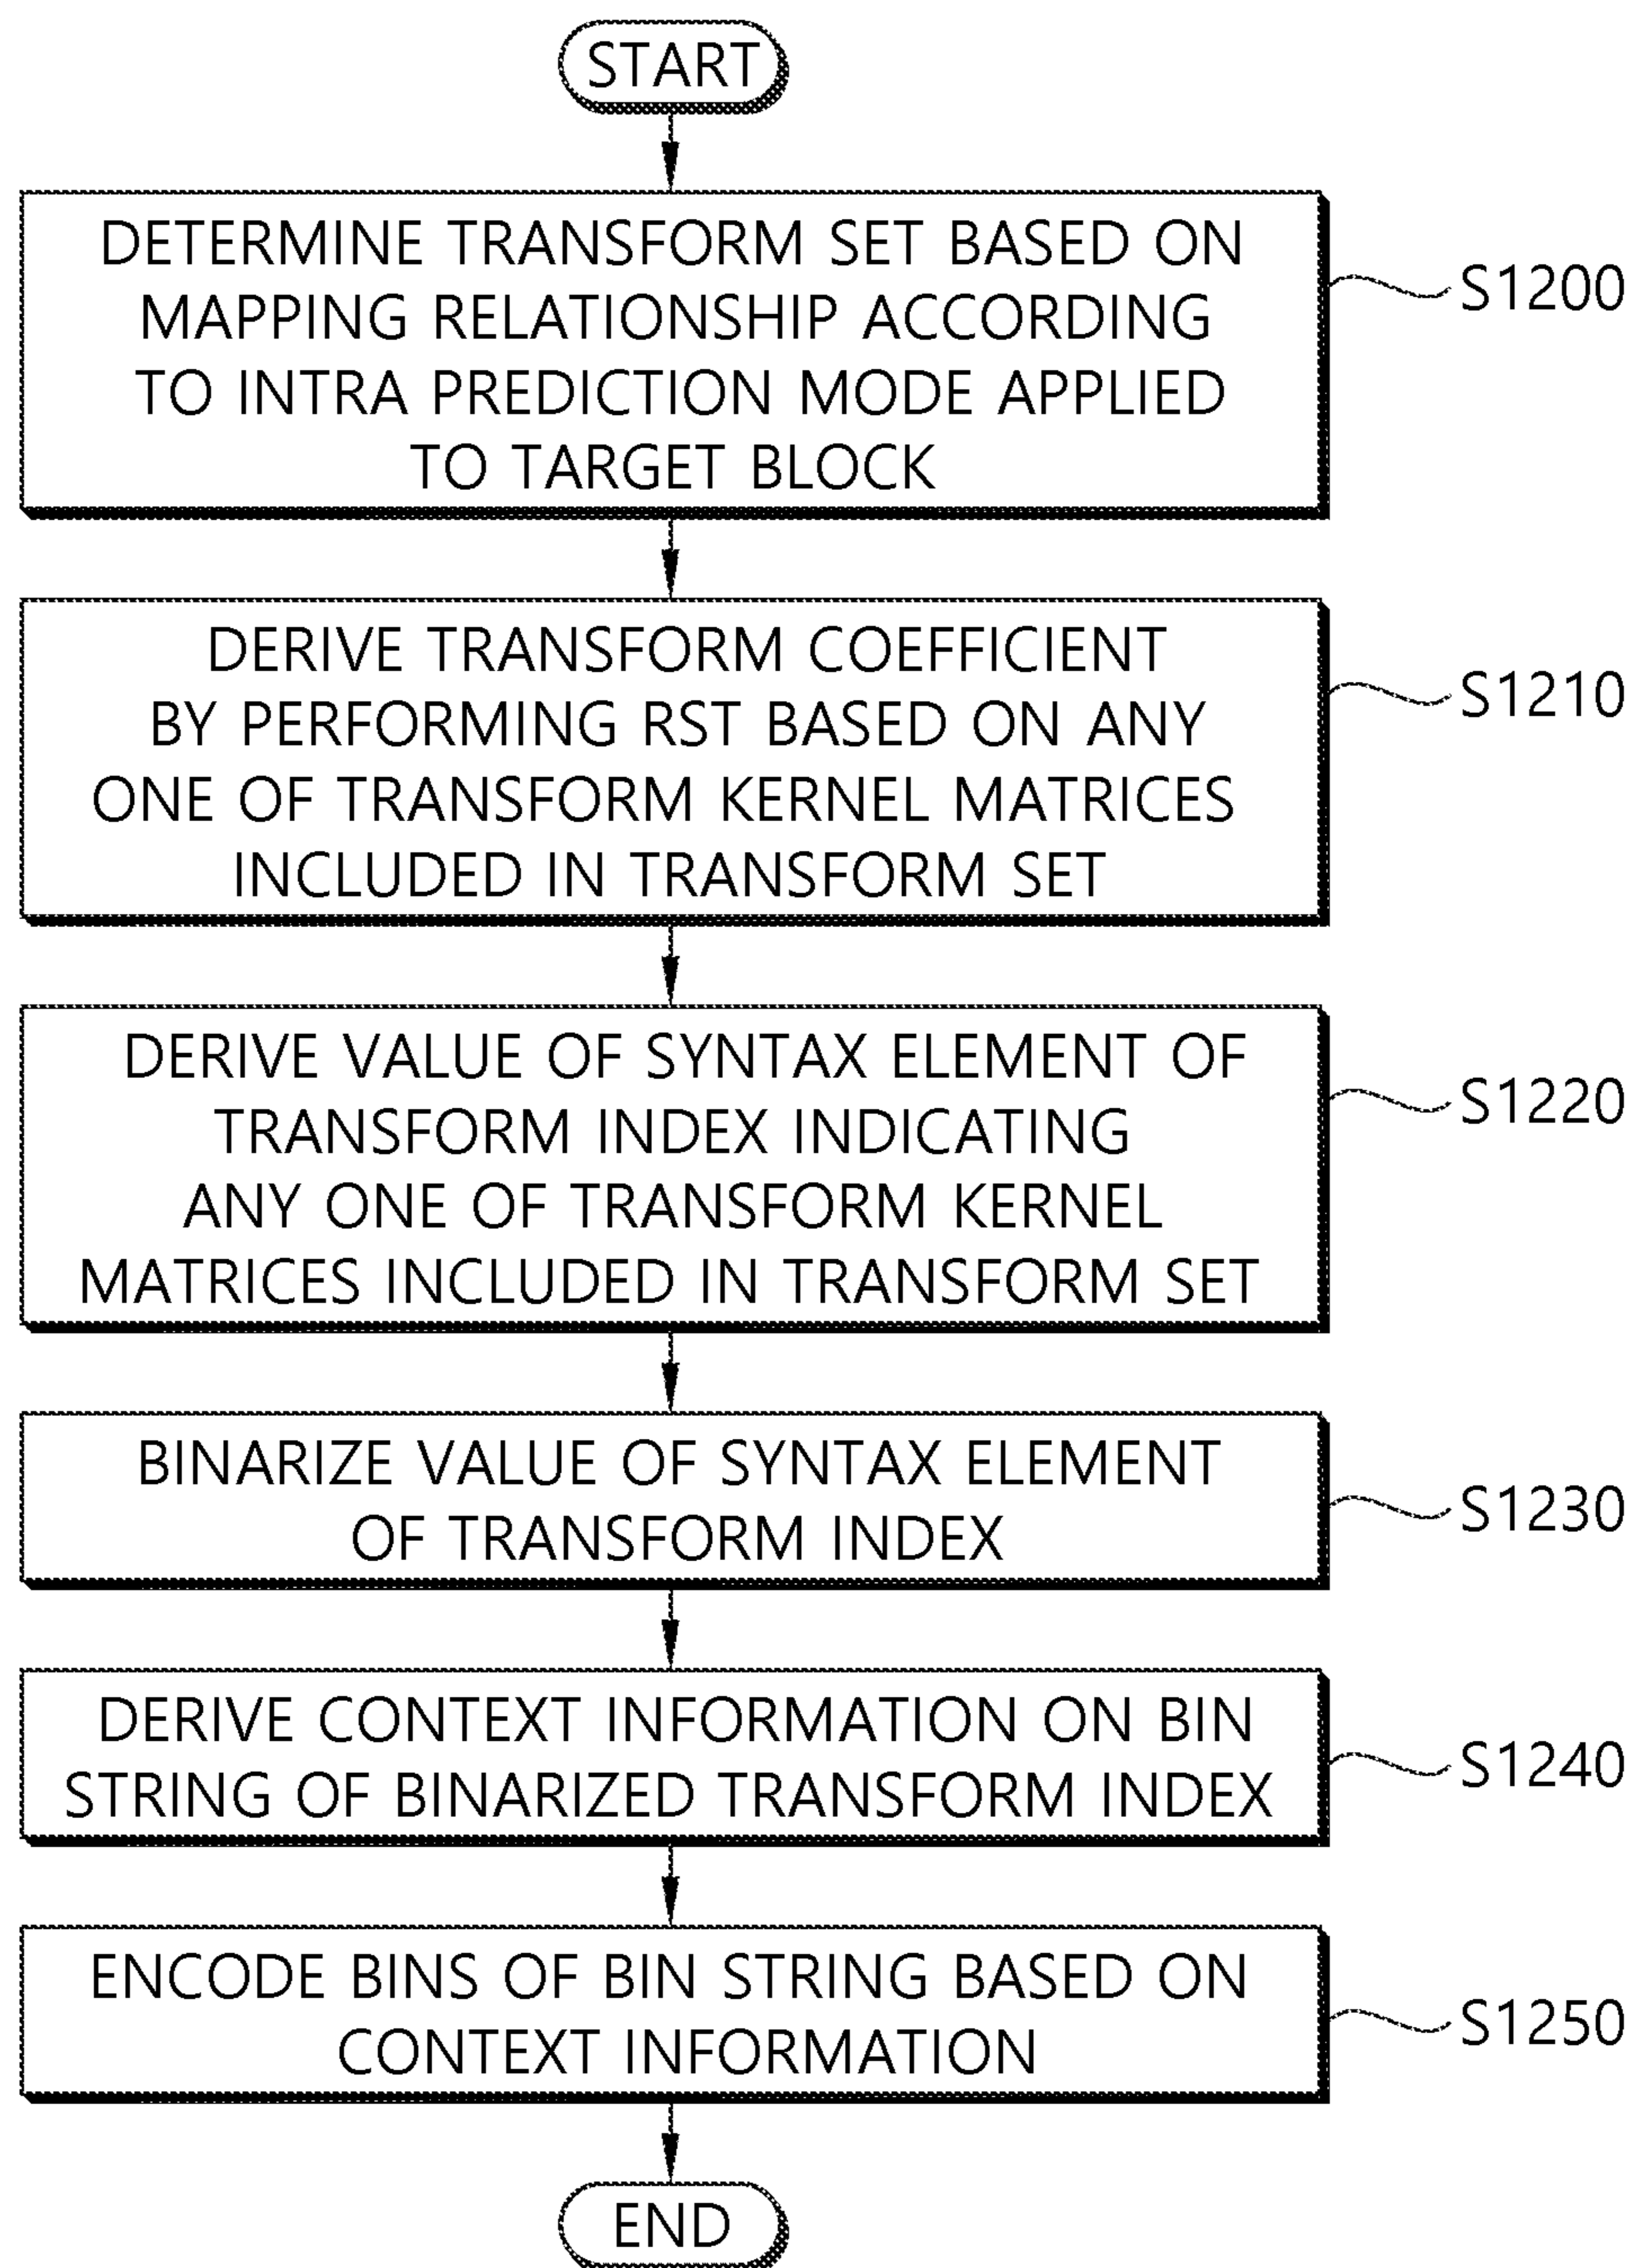 START
DETERMINE TRANSFORM SET BASED ON
MAPPING RELATIONSHIP ACCORDING
TO INTRA PREDICTION MODE APPLIED
TO TARGET BLOCK
S1200
DERIVE TRANSFORM COEFFICIENT
BY PERFORMING RST BASED ON ANY
ONE OF TRANSFORM KERNEL MATRICES
INCLUDED IN TRANSFORM SET
S1210
DERIVE VALUE OF SYNTAX ELEMENT OF
TRANSFORM INDEX INDICATING
ANY ONE OF TRANSFORM KERNEL
MATRICES INCLUDED IN TRANSFORM SET
S1220
BINARIZE VALUE OF SYNTAX ELEMENT
OF TRANSFORM INDEX
S1230
DERIVE CONTEXT INFORMATION ON BIN
STRING OF BINARIZED TRANSFORM INDEX
S1240
ENCODE BINS OF BIN STRING BASED ON
CONTEXT INFORMATION
S1250
END